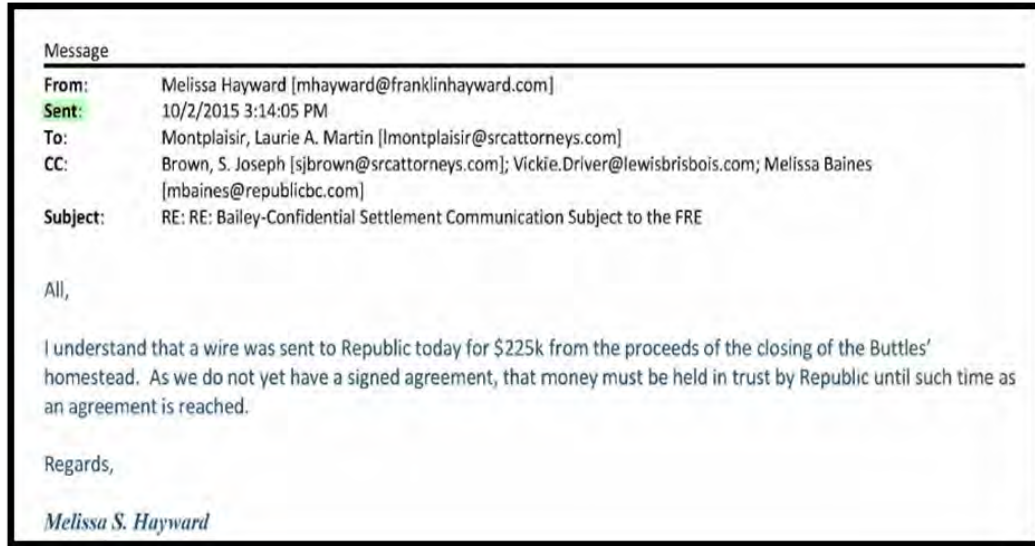 Message
From: Melissa Hayward [mhayward@franklinhayward.com]
Sent: 10/2/2015 3:14:05 PM
To: Montplaisir, Laurie A. Martin [lmontplaisir@srcattorneys.com]
CC: Brown, S. Joseph [sjbrown@srcattorneys.com]; Vickie.Driver@lewisbrisbois.com; Melissa Baines
[mbaines@republicbc.com]
Subject: RE: RE: Bailey-Confidential Settlement Communication Subject to the FRE
All,
I understand that a wire was sent to Republic today for $225k from the proceeds of the closing of the Buttles'
homestead. As we do not yet have a signed agreement, that money must be held in trust by Republic until such time as
an agreement is reached.
Regards,
Melissa S. Hayward